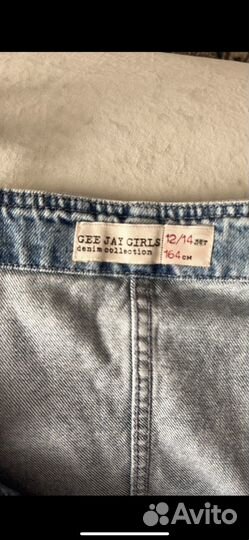 GEE JAY GIRLS
denim collection
12/14 лет
164 см
Avito